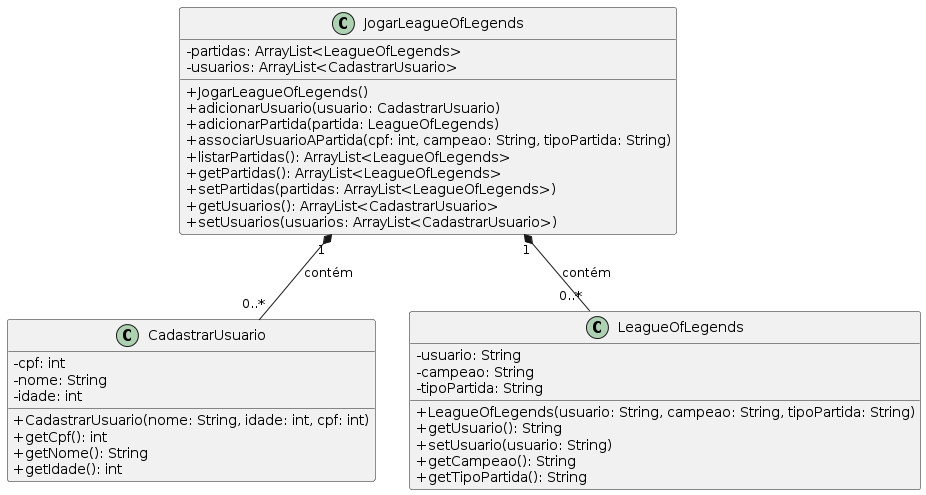 C JogarLeagueOfLegends
-partidas: ArrayList<LeagueOfLegends>
-usuarios: ArrayList<CadastrarUsuario>
+JogarLeagueOfLegends()
+adicionarUsuario(usuario: CadastrarUsuario)
+adicionarPartida(partida: LeagueOfLegends)
+associarUsuarioAPartida(cpf: int, campeao: String, tipoPartida: String)
+listarPartidas(): ArrayList<LeagueOfLegends>
+getPartidas(): ArrayList<LeagueOfLegends>
+setPartidas(partidas: ArrayList<LeagueOfLegends>)
+getUsuarios(): ArrayList<CadastrarUsuario>
+setUsuarios(usuarios: ArrayList<CadastrarUsuario>)
1
1
contém
contém
0..*
0..*
C CadastrarUsuario
-cpf: int
-nome: String
-idade: int
+CadastrarUsuario(nome: String, idade: int, cpf: int)
+getCpf(): int
+getNome(): String
+getIdade(): int
C LeagueOfLegends
-usuario: String
-campeao: String
-tipoPartida: String
+LeagueOfLegends(usuario: String, campeao: String, tipoPartida: String)
+getUsuario(): String
+setUsuario(usuario: String)
+getCampeao(): String
+getTipoPartida(): String